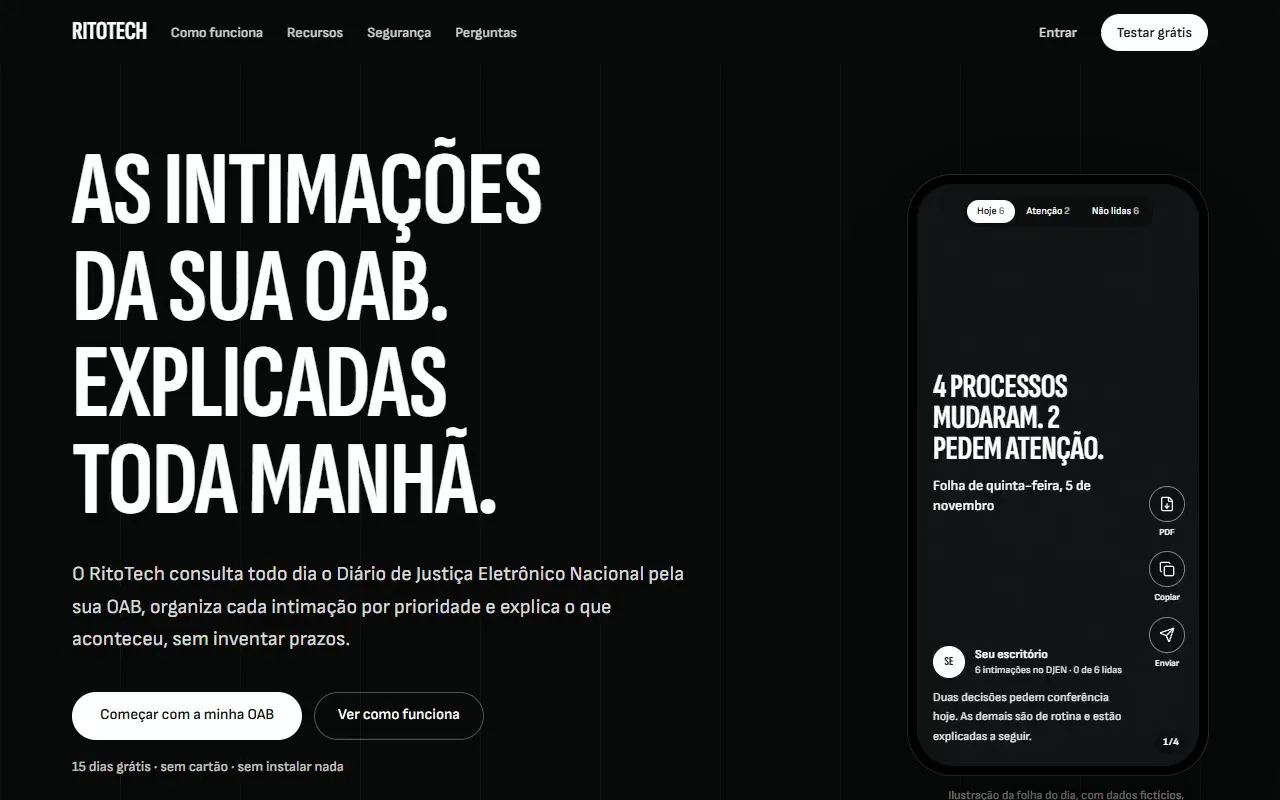 RITOTECH
Como funciona
Recursos
Segurança
Perguntas
Entrar
Testar grátis
AS INTIMAÇÕES
DA SUA OAB.
EXPLICADAS
TODA MANHÃ.
O RitoTech consulta todo dia o Diário de Justiça Eletrônico Nacional pela
sua OAB, organiza cada intimação por prioridade e explica o que
aconteceu, sem inventar prazos.
Começar com a minha OAB
Ver como funciona
15 dias grátis · sem cartão · sem instalar nada
Hoje 6
Atenção 2
Não lidas 6
4 PROCESSOS
MUDARAM. 2
PEDEM ATENÇÃO.
Folha de quinta-feira, 5 de
novembro
PDF
Copiar
Enviar
SE
Seu escritório
6 intimações no DJEN · 0 de 6 lidas
Duas decisões pedem conferência
hoje. As demais são de rotina e estão
explicadas a seguir.
1/4
Ilustração da folha do dia, com dados fictícios.